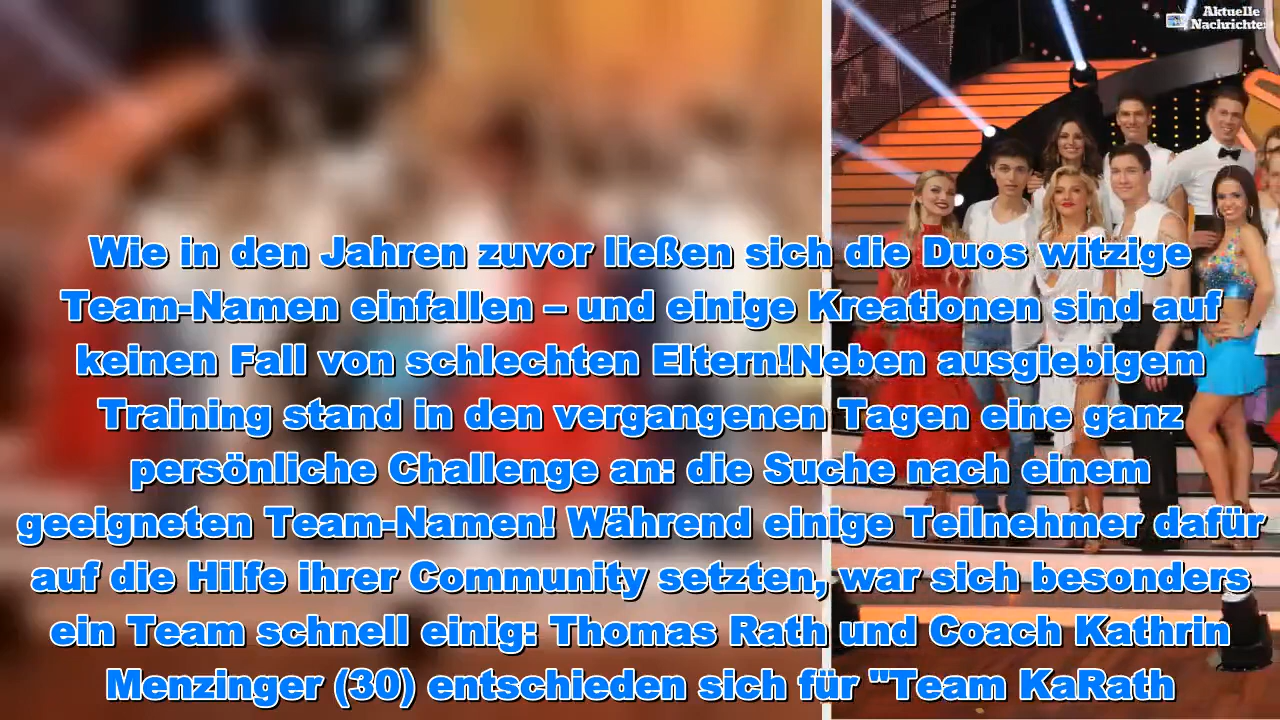 Aktuelle
Nachrichten
Wie in den Jahren zuvor ließen sich die Duos witzige
Team-Namen einfallen – und einige Kreationen sind auf
keinen Fall von schlechten Eltern!Neben ausgiebigem
Training stand in den vergangenen Tagen eine ganz
persönliche Challenge an: die Suche nach einem
geeigneten Team-Namen! Während einige Teilnehmer dafür
auf die Hilfe ihrer Community setzten, war sich besonders
ein Team schnell einig: Thomas Rath und Coach Kathrin
Menzinger (30) entschieden sich für "Team KaRath